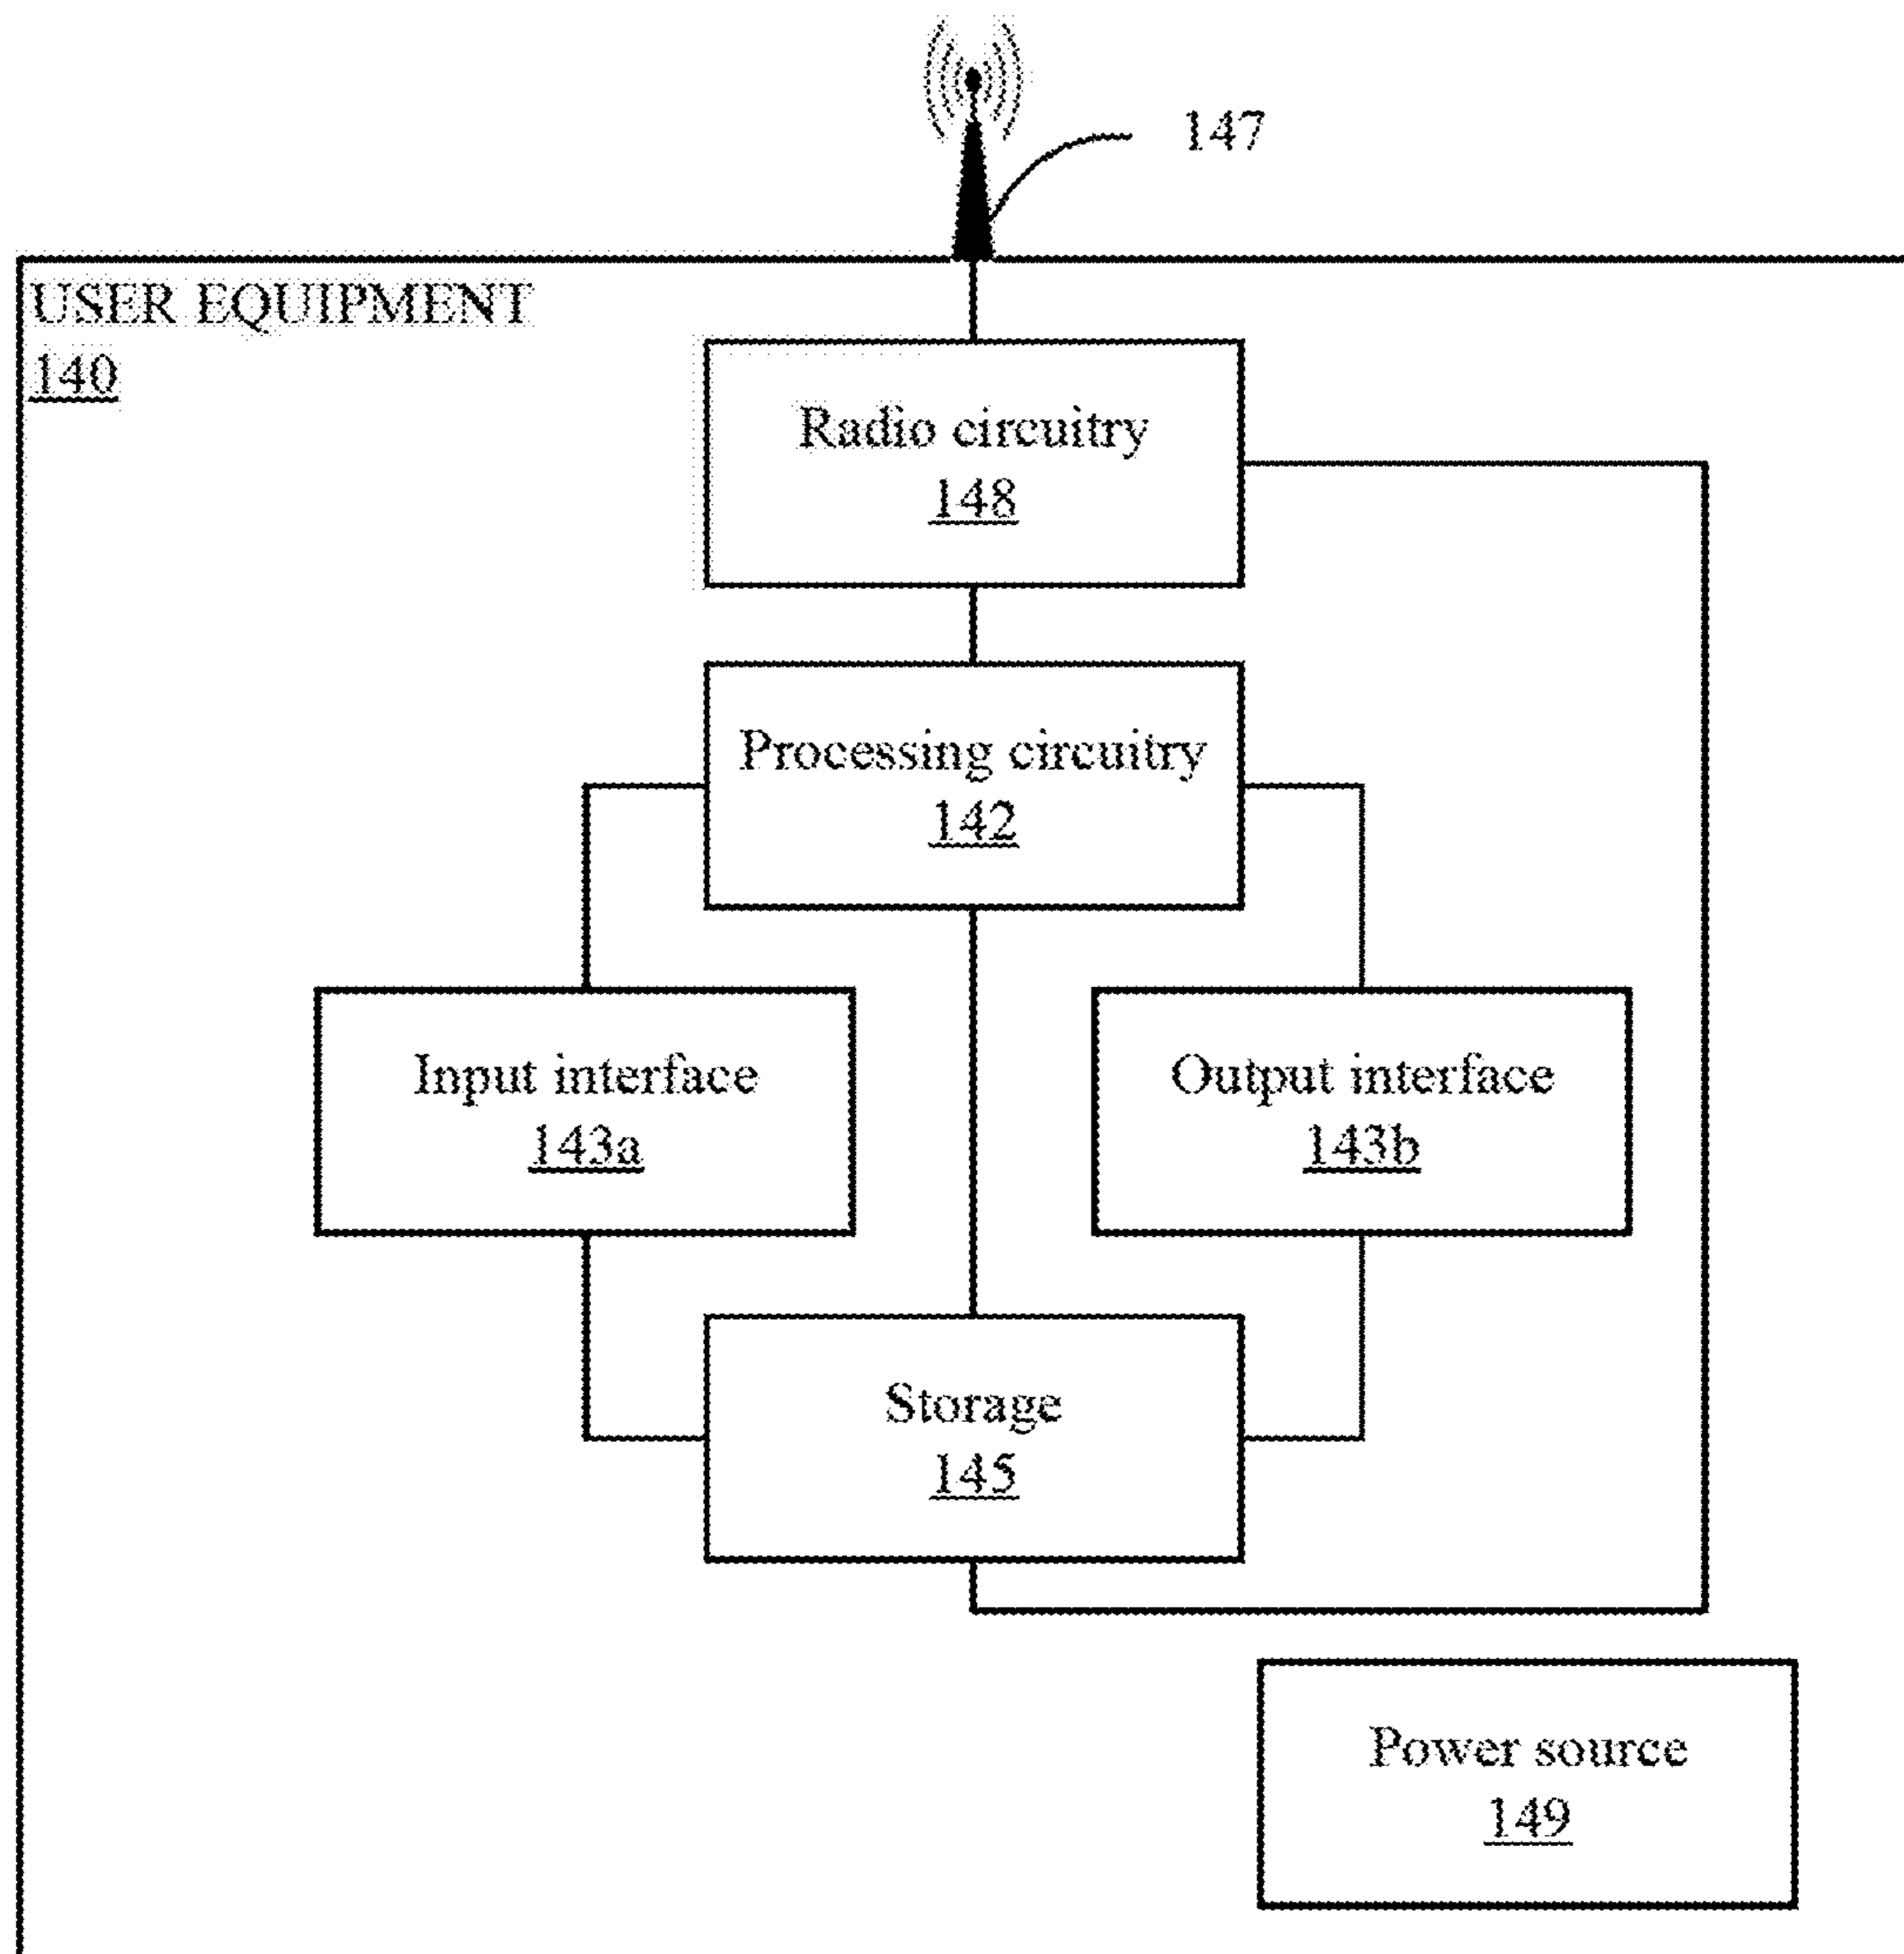 147
USER EQUIPMENT
140
Radio circuitry
148
Processing circuitry
142
Input interface
143a
Output interface
143b
Storage
145
Power source
149